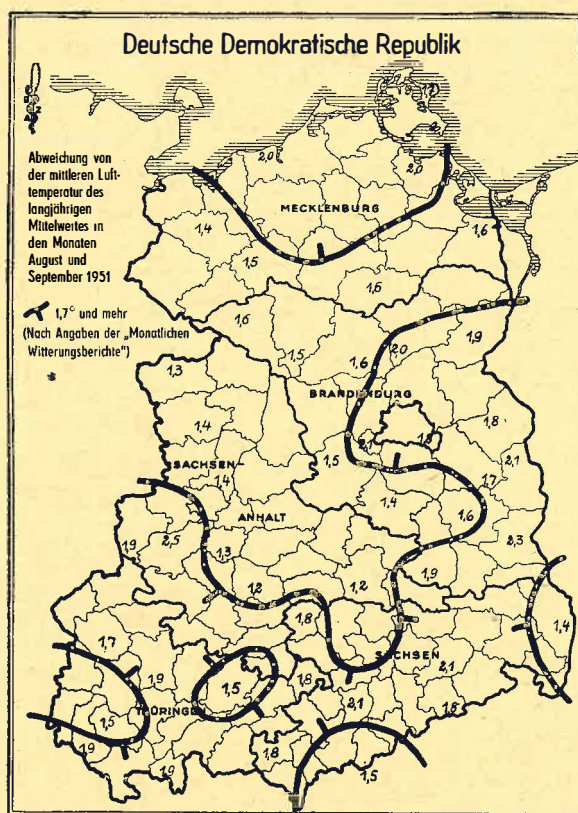 Deutsche Demokratische Republik
Abweichung von
der mittleren Luft-
temperatur des
langjährigen
Mittelwertes in
den Monaten
August und
September 1951
1,7° und mehr
(Nach Angaben der „Monatlichen
Witterungsberichte")
2,0
2,0
MECKLENBURG
1,4
1,6
1,5
1,6
1,6
1,9
2,0
1,5
1,6
1,3
BRANDENBURG
1,8
1,4
2,1
1,8
SACHSEN-
1,5
2,1
1,4
1,7
1,4
ANHALT
1,6
2,5
1,9
2,3
1,3
1,2
1,2
1,9
1,8
1,4
1,7
SACHSEN
1,9
1,8
2,1
1,5
1,5
THÜRINGEN
2,1
1,8
1,9
1,8
1,9
1,5